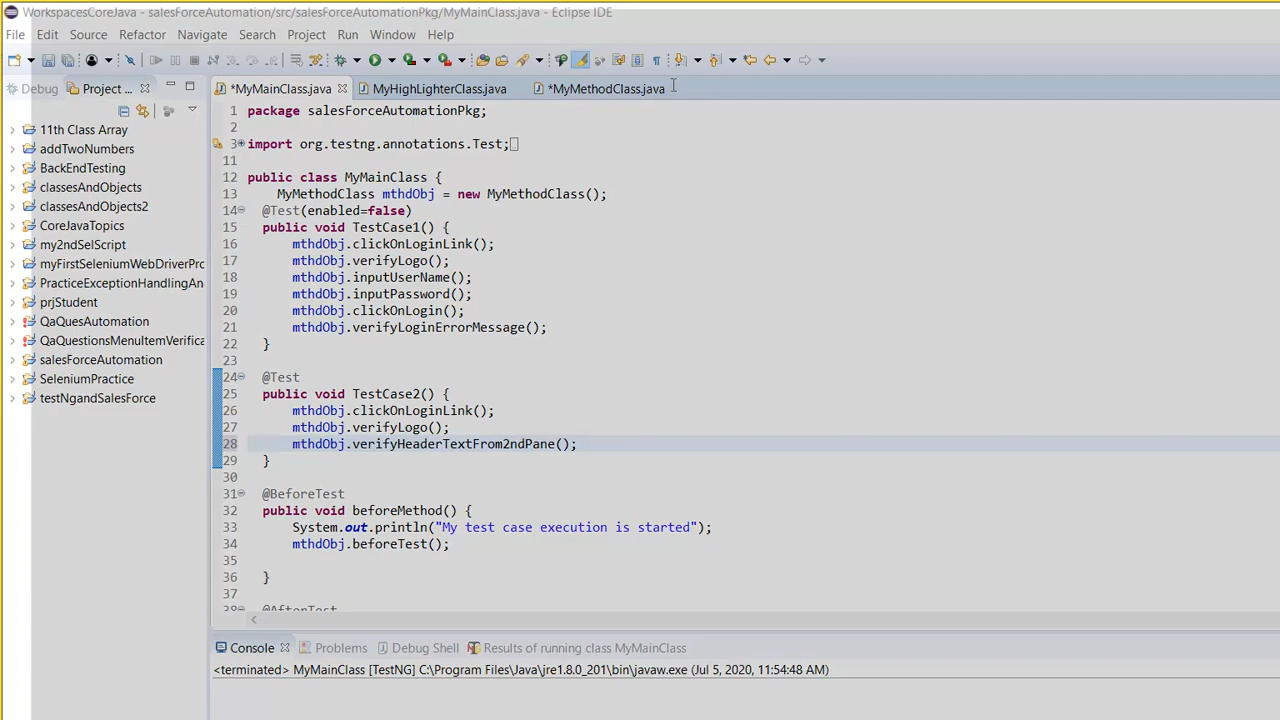 WorkspacesCoreJava - salesForceAutomation/src/salesForceAutomationPkg/MyMainClass.java - Eclipse IDE
File Edit Source Refactor Navigate Search Project Run Window Help
Debug Project ...
*MyMainClass.java MyHighLighterClass.java *MyMethodClass.java
11th Class Array
addTwoNumbers
BackEndTesting
classesAndObjects
classesAndObjects2
CoreJavaTopics
my2ndSelScript
myFirstSeleniumWebDriverPrc
PracticeExceptionHandlingAn
prjStudent
QaQuesAutomation
QaQuestionsMenuItemVerifica
salesForceAutomation
SeleniumPractice
testNgandSalesForce
1 package salesForceAutomationPkg;
2
3 import org.testng.annotations.Test;
11
12 public class MyMainClass {
13 MyMethodClass mthdObj = new MyMethodClass();
14 @Test(enabled=false)
15 public void TestCase1() {
16 mthdObj.clickOnLoginLink();
17 mthdObj.verifyLogo();
18 mthdObj.inputUserName();
19 mthdObj.inputPassword();
20 mthdObj.clickOnLogin();
21 mthdObj.verifyLoginErrorMessage();
22 }
23
24 @Test
25 public void TestCase2() {
26 mthdObj.clickOnLoginLink();
27 mthdObj.verifyLogo();
28 mthdObj.verifyHeaderTextFrom2ndPane();
29 }
30
31 @BeforeTest
32 public void beforeMethod() {
33 System.out.println("My test case execution is started");
34 mthdObj.beforeTest();
35
36 }
37
38 @AfterTest
Console Problems Debug Shell Results of running class MyMainClass
<terminated> MyMainClass [TestNG] C:\Program Files\Java\jre1.8.0_201\bin\javaw.exe (Jul 5, 2020, 11:54:48 AM)